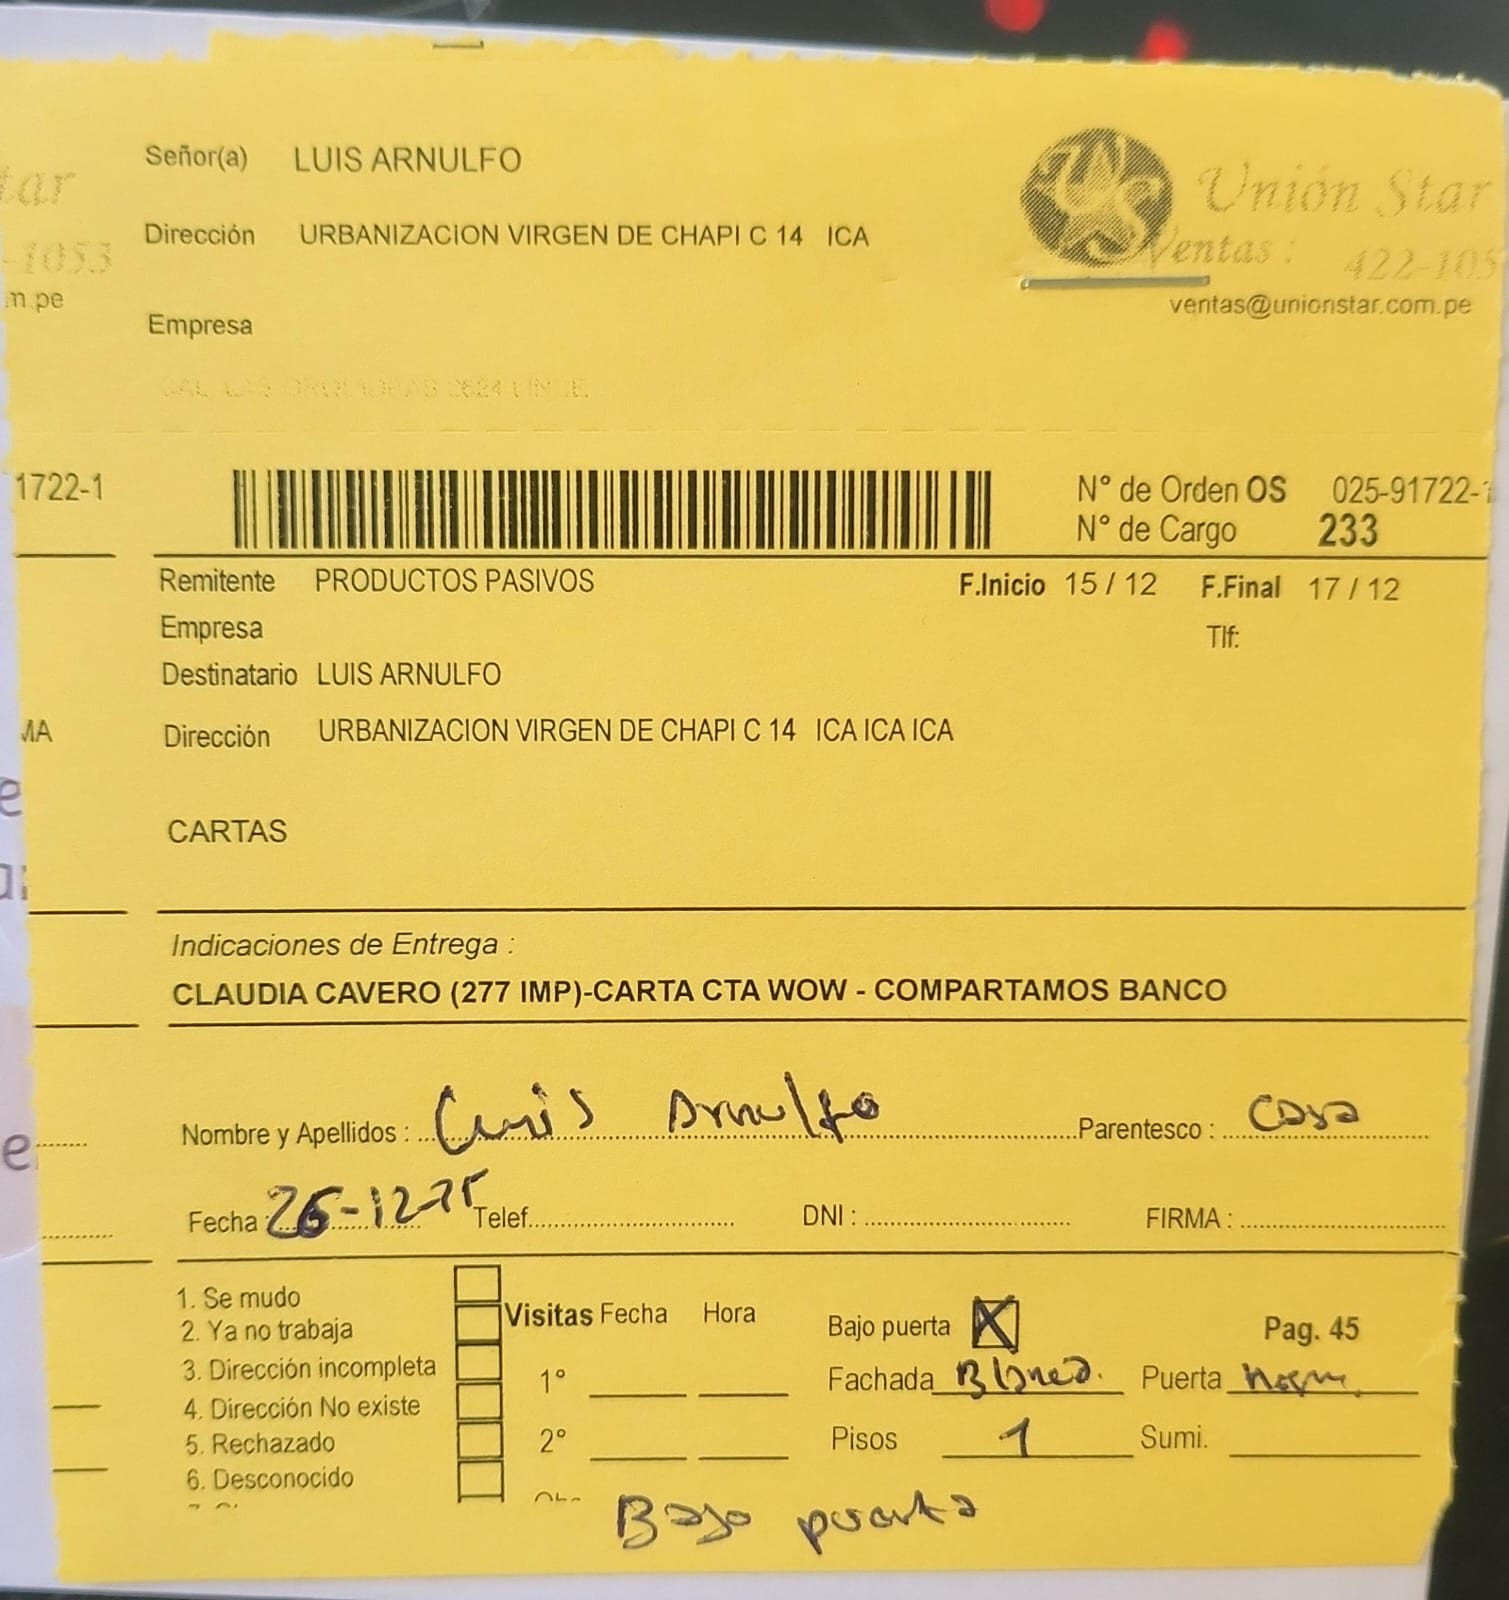 Señor(a) LUIS ARNULFO
Unión Star
tar
Dirección URBANIZACION VIRGEN DE CHAPI C 14 ICA
Ventas : 422-105
-1053
m.pe
ventas@unionstar.com.pe
Empresa
1722-1
N° de Orden OS 025-91722-1
N° de Cargo 233
Remitente PRODUCTOS PASIVOS F.Inicio 15 / 12 F.Final 17 / 12
Empresa Tlf:
Destinatario LUIS ARNULFO
MA
Dirección URBANIZACION VIRGEN DE CHAPI C 14 ICA ICA ICA
CARTAS
Indicaciones de Entrega :
CLAUDIA CAVERO (277 IMP)-CARTA CTA WOW - COMPARTAMOS BANCO
Nombre y Apellidos : Luis Arnulfo Parentesco : Casa
Fecha : 26-12-25 Telef. DNI : FIRMA :
1. Se mudo
2. Ya no trabaja
3. Dirección incompleta
4. Dirección No existe
5. Rechazado
6. Desconocido
Visitas Fecha Hora
1°
2°
Bajo puerta X Pag. 45
Fachada Blanca. Puerta Negra.
Pisos 1 Sumi.
Bajo puerta